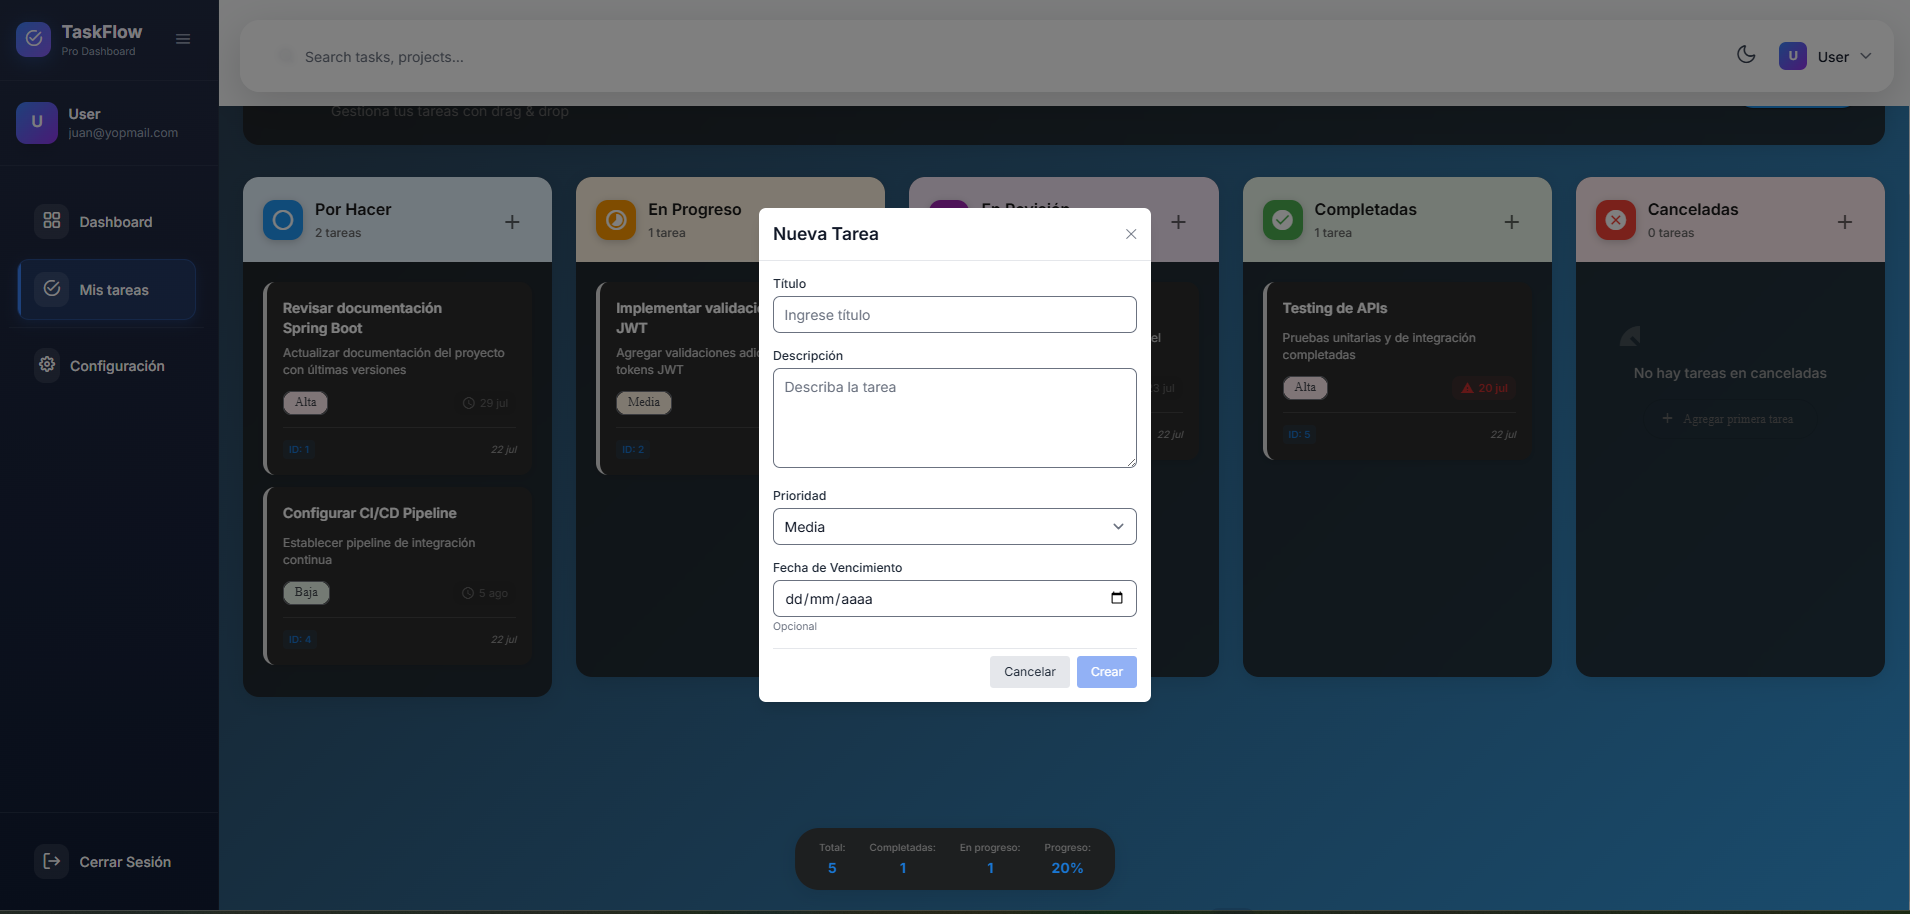 TaskFlow
Pro Dashboard
U
User
juan@yopmail.com
Dashboard
Mis tareas
Configuración
Cerrar Sesión
Search tasks, projects...
U
User
Gestiona tus tareas con drag & drop
Por Hacer
2 tareas
Revisar documentación
Spring Boot
Actualizar documentación del proyecto
con últimas versiones
Alta
29 jul
ID: 1
22 jul
Configurar CI/CD Pipeline
Establecer pipeline de integración
continua
Baja
5 ago
ID: 4
22 jul
En Progreso
1 tarea
Implementar validaci
JWT
Agregar validaciones adi
tokens JWT
Media
ID: 2
En Revisión
el
3 jul
22 jul
Completadas
1 tarea
Testing de APIs
Pruebas unitarias y de integración
completadas
Alta
20 jul
ID: 5
22 jul
Canceladas
0 tareas
No hay tareas en canceladas
Agregar primera tarea
Nueva Tarea
Título
Ingrese título
Descripción
Describa la tarea
Prioridad
Media
Fecha de Vencimiento
dd/mm/aaaa
Opcional
Cancelar
Crear
Total:
5
Completadas:
1
En progreso:
1
Progreso:
20%